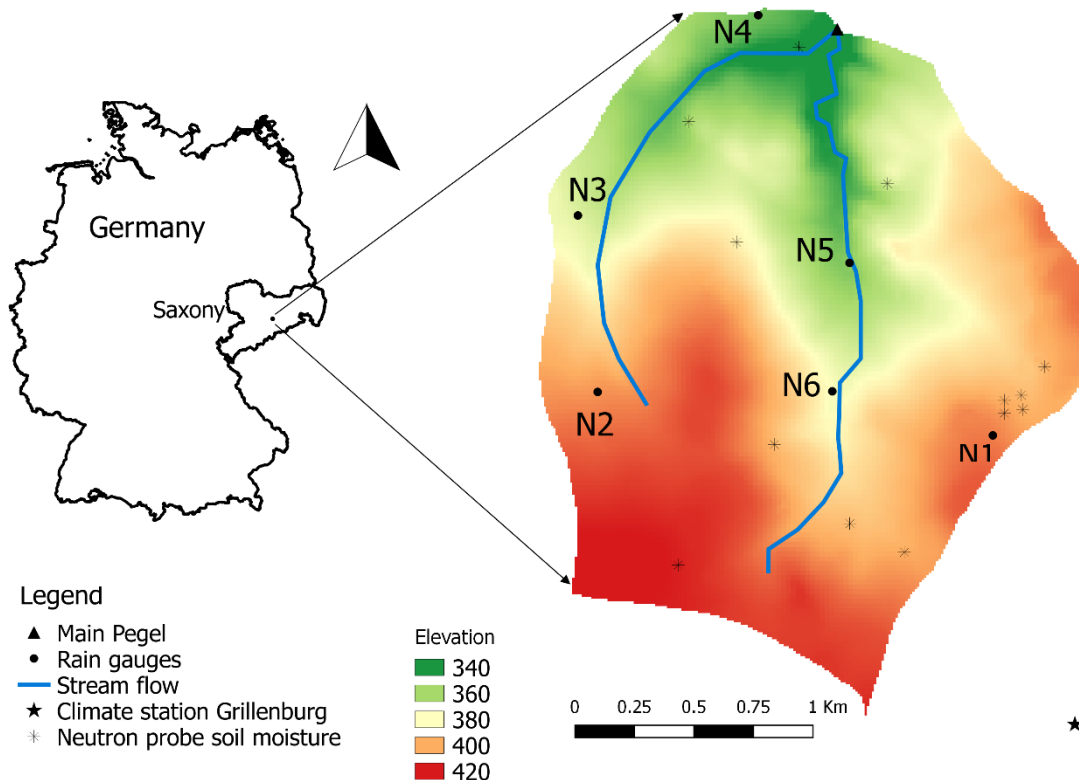 N4
N3
Germany
N5
Saxony
N6
N2
N1
Legend
Main Pegel
Rain gauges
Stream flow
Climate station Grillenburg
Neutron probe soil moisture
Elevation
340
360
380
400
420
0 0.25 0.5 0.75 1 Km